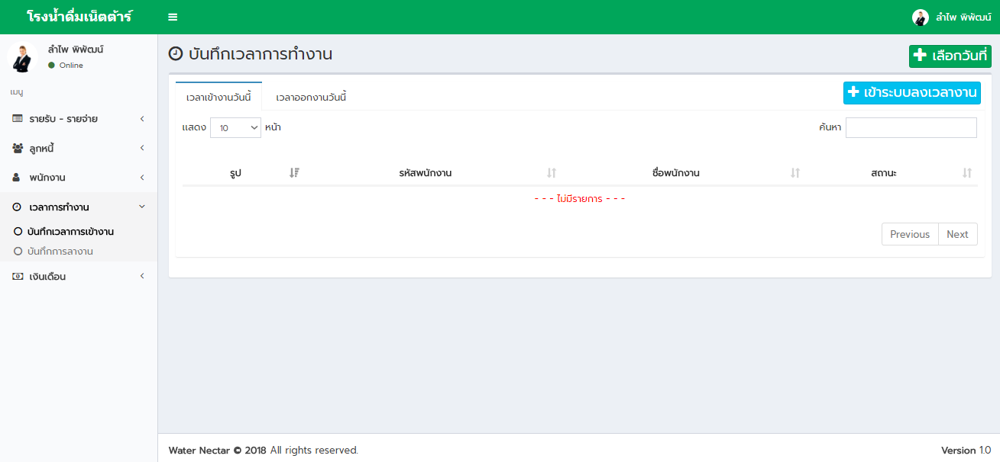 โรงน้ำดื่มเน็ตต้าร์
ลำไพ พิพัฒน์
ลำไพ พิพัฒน์
Online
เมนู
รายรับ - รายจ่าย
ลูกหนี้
พนักงาน
เวลาการทำงาน
บันทึกเวลาการเข้างาน
บันทึกการลางาน
เงินเดือน
บันทึกเวลาการทำงาน
เลือกวันที่
เวลาเข้างานวันนี้ เวลาออกงานวันนี้
เข้าระบบลงเวลางาน
แสดง 10 หน้า
ค้นหา
รูป รหัสพนักงาน ชื่อพนักงาน สถานะ
- - - ไม่มีรายการ - - -
Previous Next
Water Nectar © 2018 All rights reserved.
Version 1.0